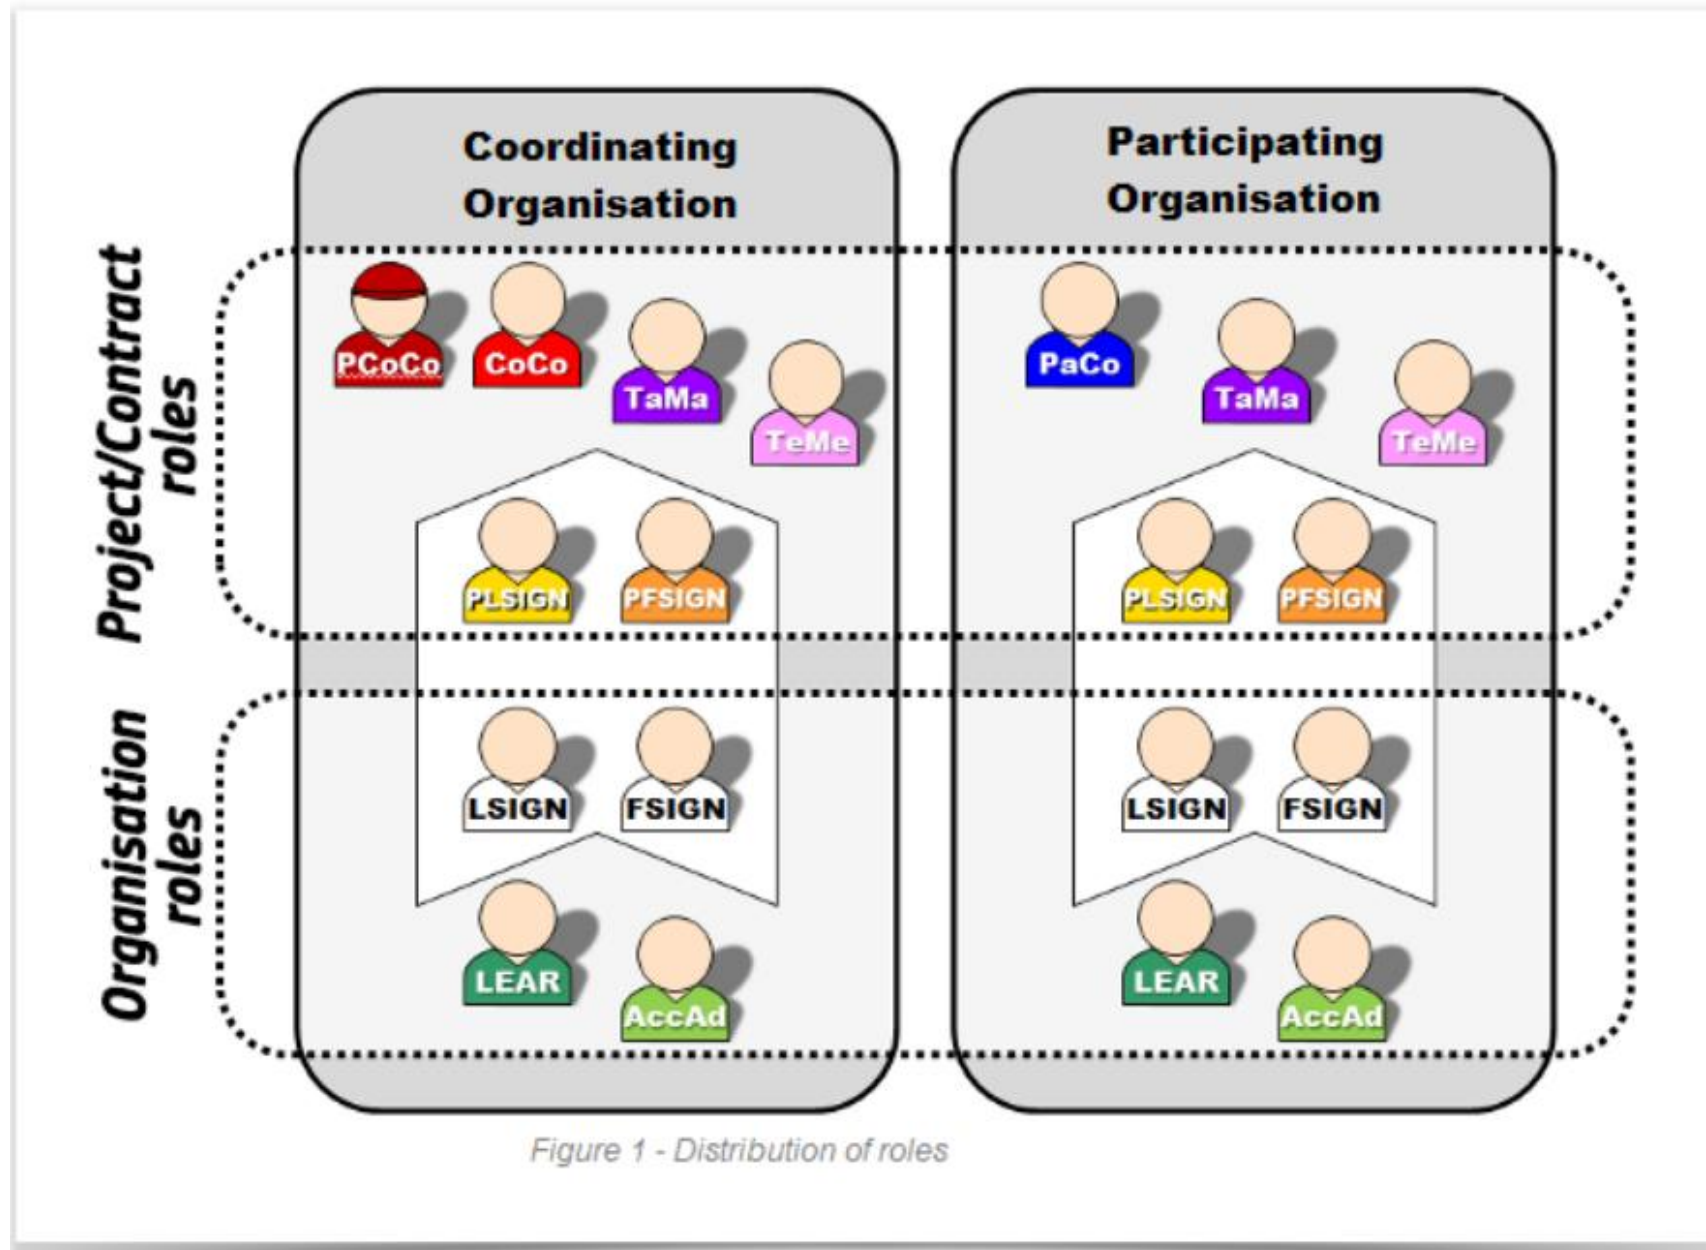 Coordinating
Organisation
Participating
Organisation
Project/Contract
roles
PCoCo
CoCo
TaMa
TeMe
PaCo
TaMa
TeMe
PLSIGN
PFSIGN
PLSIGN
PFSIGN
Organisation
roles
LSIGN
FSIGN
LSIGN
FSIGN
LEAR
AccAd
LEAR
AccAd
Figure 1 - Distribution of roles